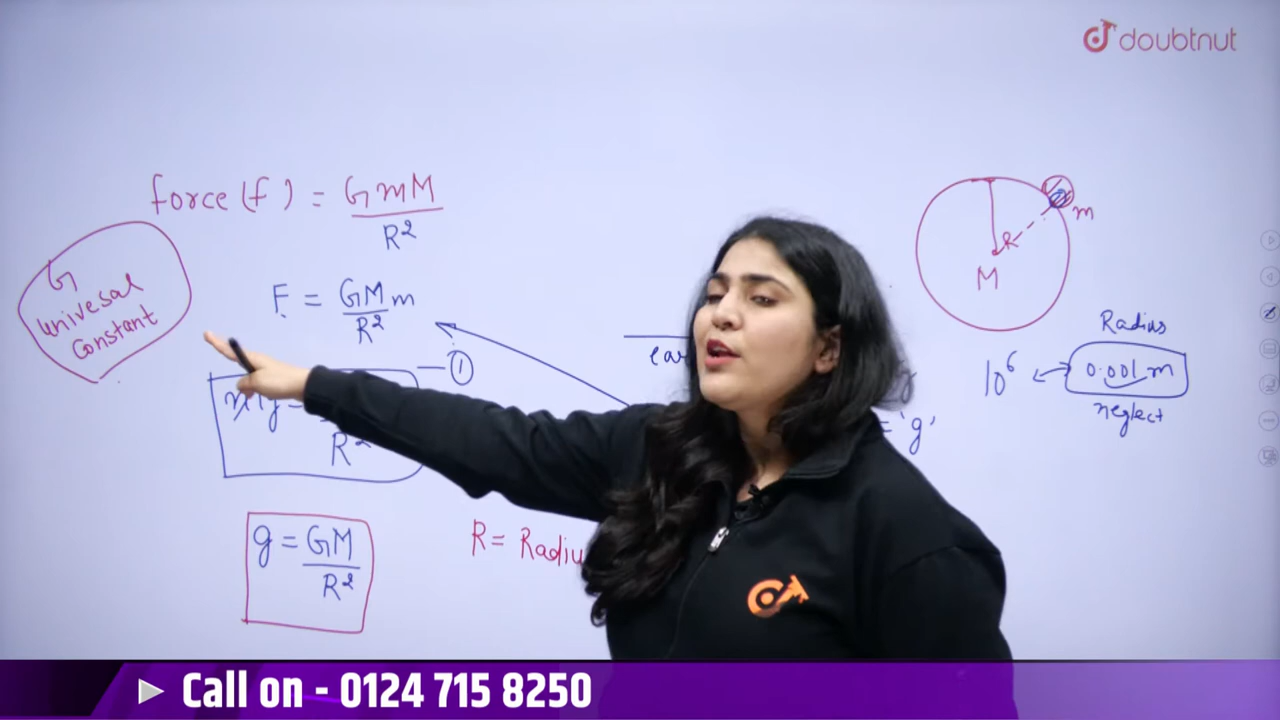 doubtnut
force (f) = GmM
R²
F = GM m
R²
G
Univesal
Constant
①
R²
g = GM
R²
R = Radiu
ear
'g'
m
R
M
Radius
10⁶ 0.001 m
neglect
Call on - 0124 715 8250